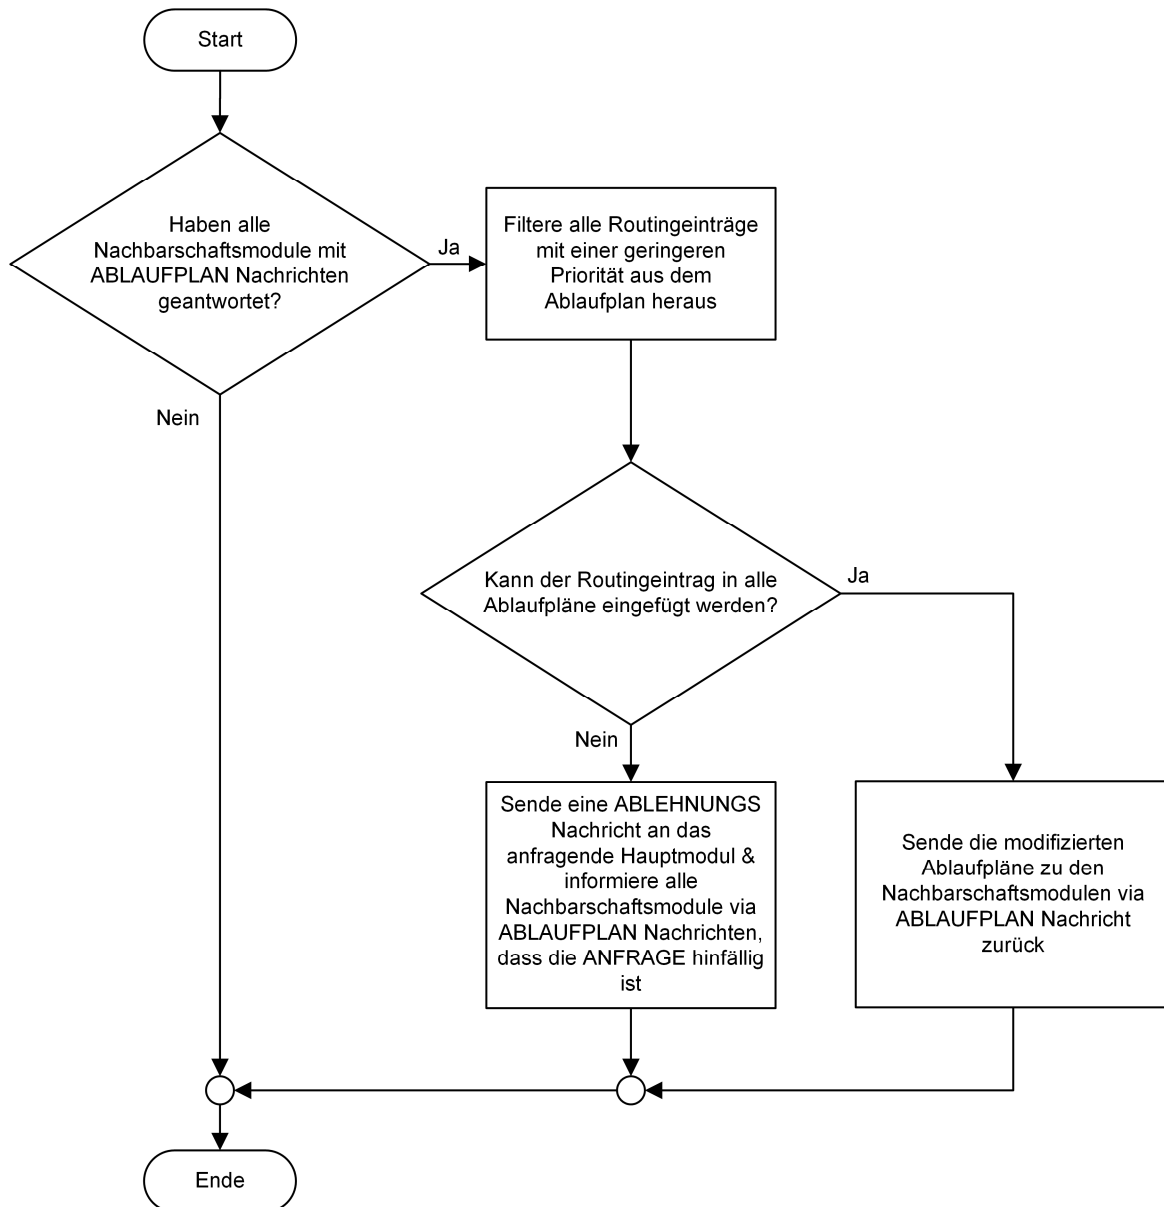 Start
Haben alle
Nachbarschaftsmodule mit
ABLAUFPLAN Nachrichten
geantwortet?
Ja
Filtere alle Routingeinträge
mit einer geringeren
Priorität aus dem
Ablaufplan heraus
Nein
Kann der Routingeintrag in alle
Ablaufpläne eingefügt werden?
Ja
Nein
Sende eine ABLEHNUNGS
Nachricht an das
anfragende Hauptmodul &
informiere alle
Nachbarschaftsmodule via
ABLAUFPLAN Nachrichten,
dass die ANFRAGE hinfällig
ist
Sende die modifizierten
Ablaufpläne zu den
Nachbarschaftsmodulen via
ABLAUFPLAN Nachricht
zurück
Ende